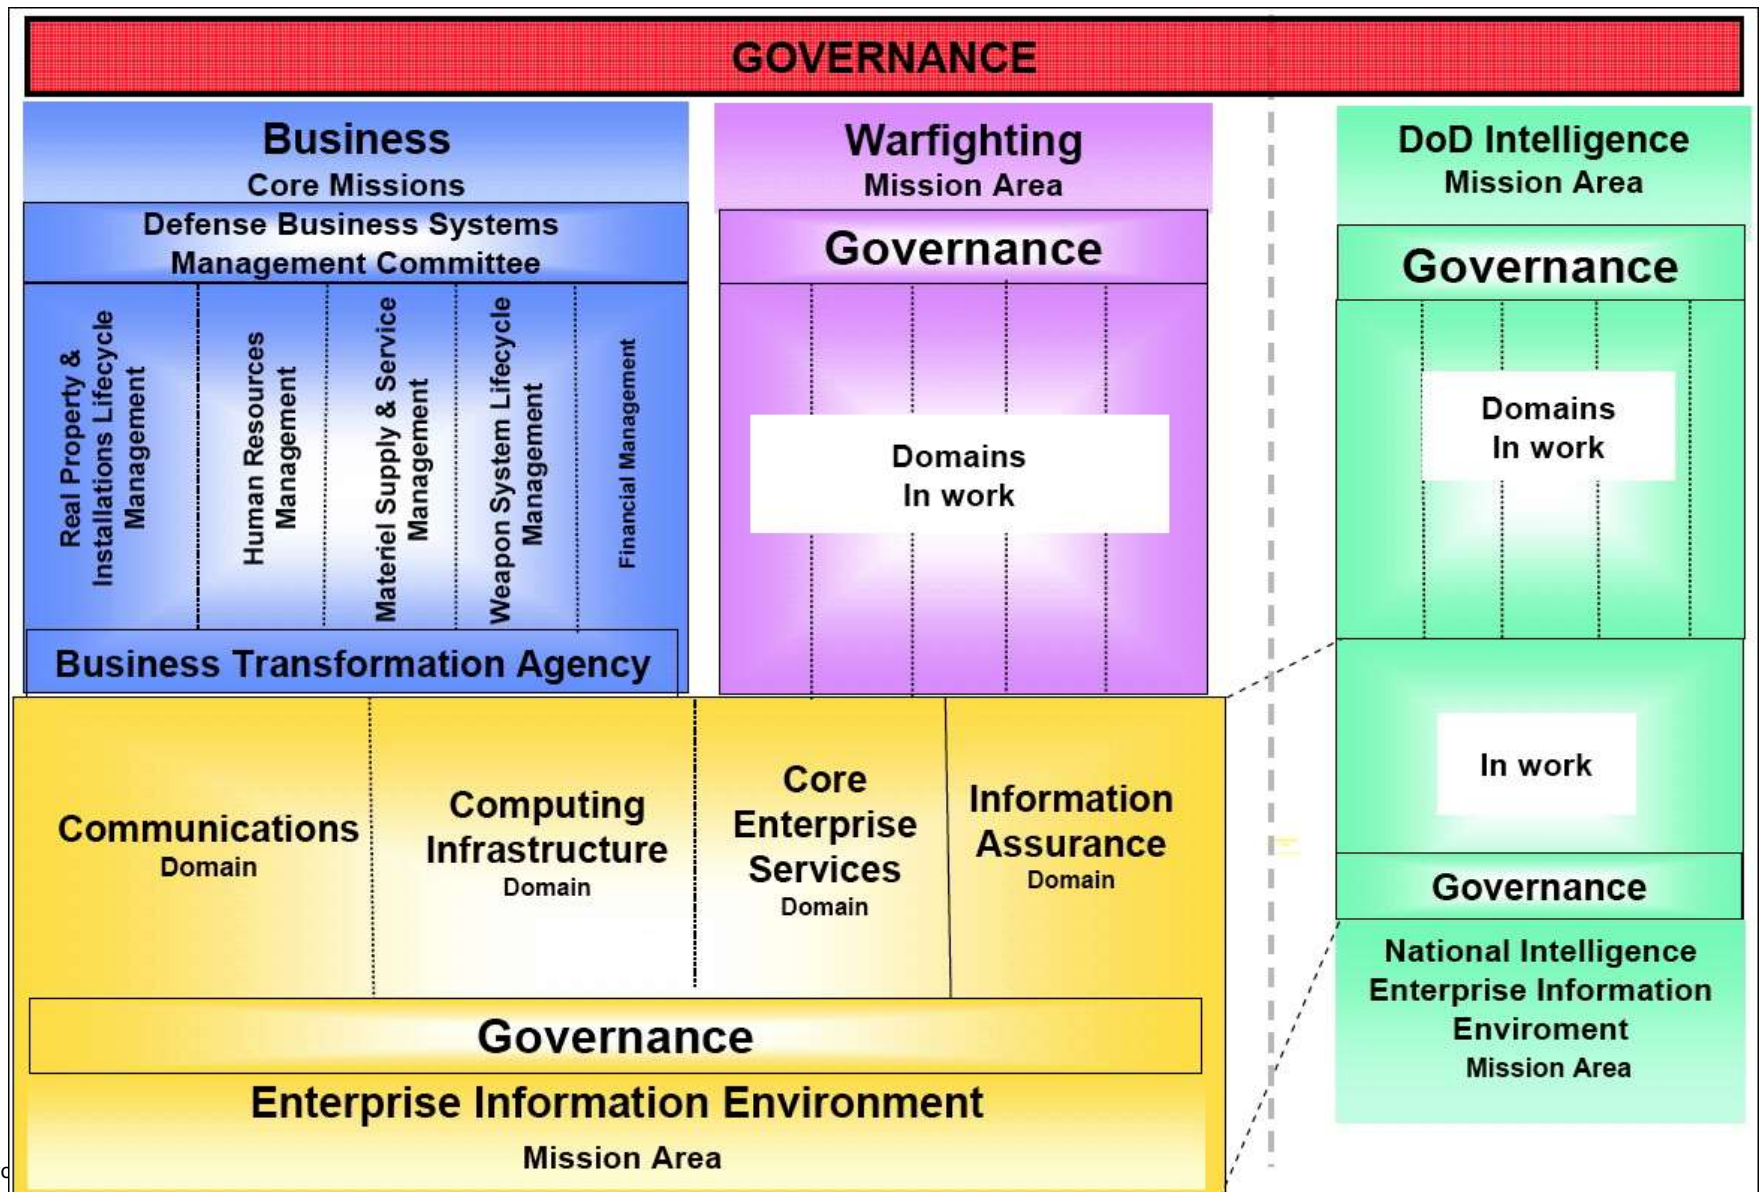 GOVERNANCE
Business
Core Missions
Defense Business Systems
Management Committee
Real Property &
Installations Lifecycle
Management
Human Resources
Management
Materiel Supply & Service
Management
Weapon System Lifecycle
Management
Financial Management
Business Transformation Agency
Warfighting
Mission Area
Governance
Domains
In work
DoD Intelligence
Mission Area
Governance
Domains
In work
In work
Governance
National Intelligence
Enterprise Information
Enviroment
Mission Area
Communications
Domain
Computing
Infrastructure
Domain
Core
Enterprise
Services
Domain
Information
Assurance
Domain
Governance
Enterprise Information Environment
Mission Area